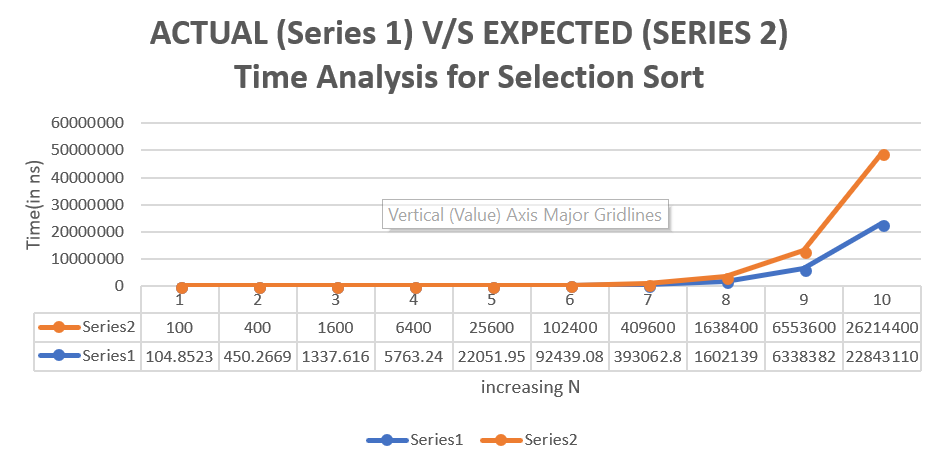 ACTUAL (Series 1) V/S EXPECTED (SERIES 2)
Time Analysis for Selection Sort
Time(in ns)
60000000
50000000
40000000
30000000
20000000
10000000
0
Vertical (Value) Axis Major Gridlines
1 2 3 4 5 6 7 8 9 10
Series2 100 400 1600 6400 25600 102400 409600 1638400 6553600 26214400
Series1 104.8523 450.2669 1337.616 5763.24 22051.95 92439.08 393062.8 1602139 6338382 22843110
increasing N
Series1 Series2